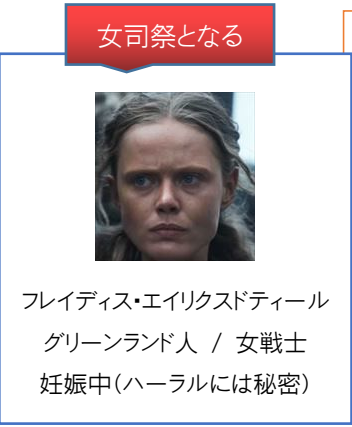 女司祭となる
フレイディス・エイリクスドティール
グリーンランド人 / 女戦士
妊娠中(ハーラルには秘密)